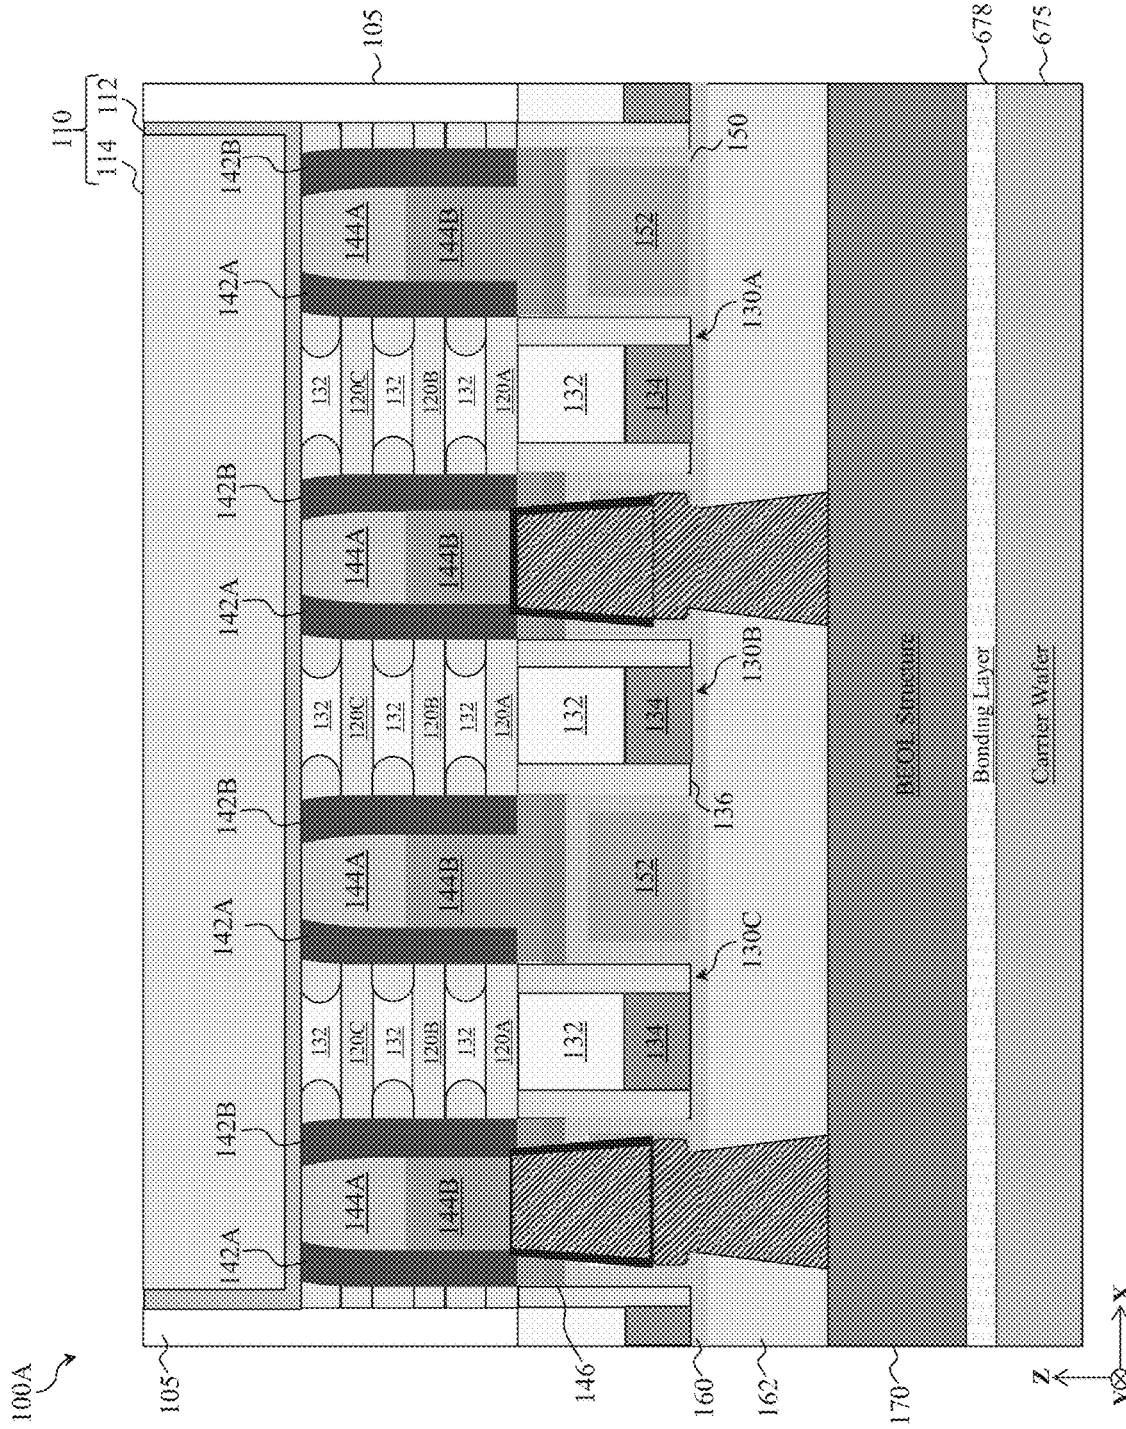 100A
110
114 112
105
142A 142B 142A 142B 142A 142B 142A 142B
132 132 132
144A 144A 144A 144A
120C 120C 120C
105
132 132 132
120B 120B 120B
144B 144B 144B 144B
132 132 132
120A 120A 120A
132 132 132
146
152 152
134 134 134
160
136
150
130C 130B 130A
162
170
BEOL Structure
Bonding Layer
678
Carrier Wafer
675
Z
X
Y